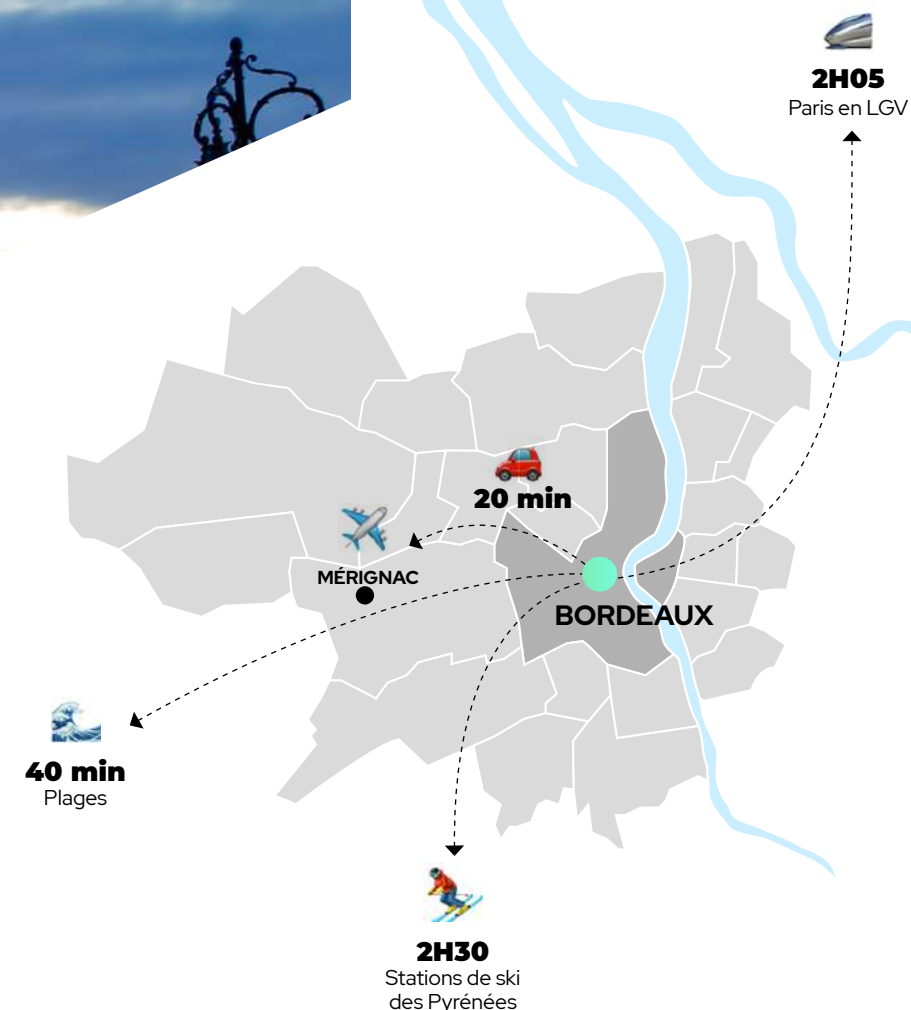 2H05
Paris en LGV
20 min
MÉRIGNAC
BORDEAUX
40 min
Plages
2H30
Stations de ski
des Pyrénées